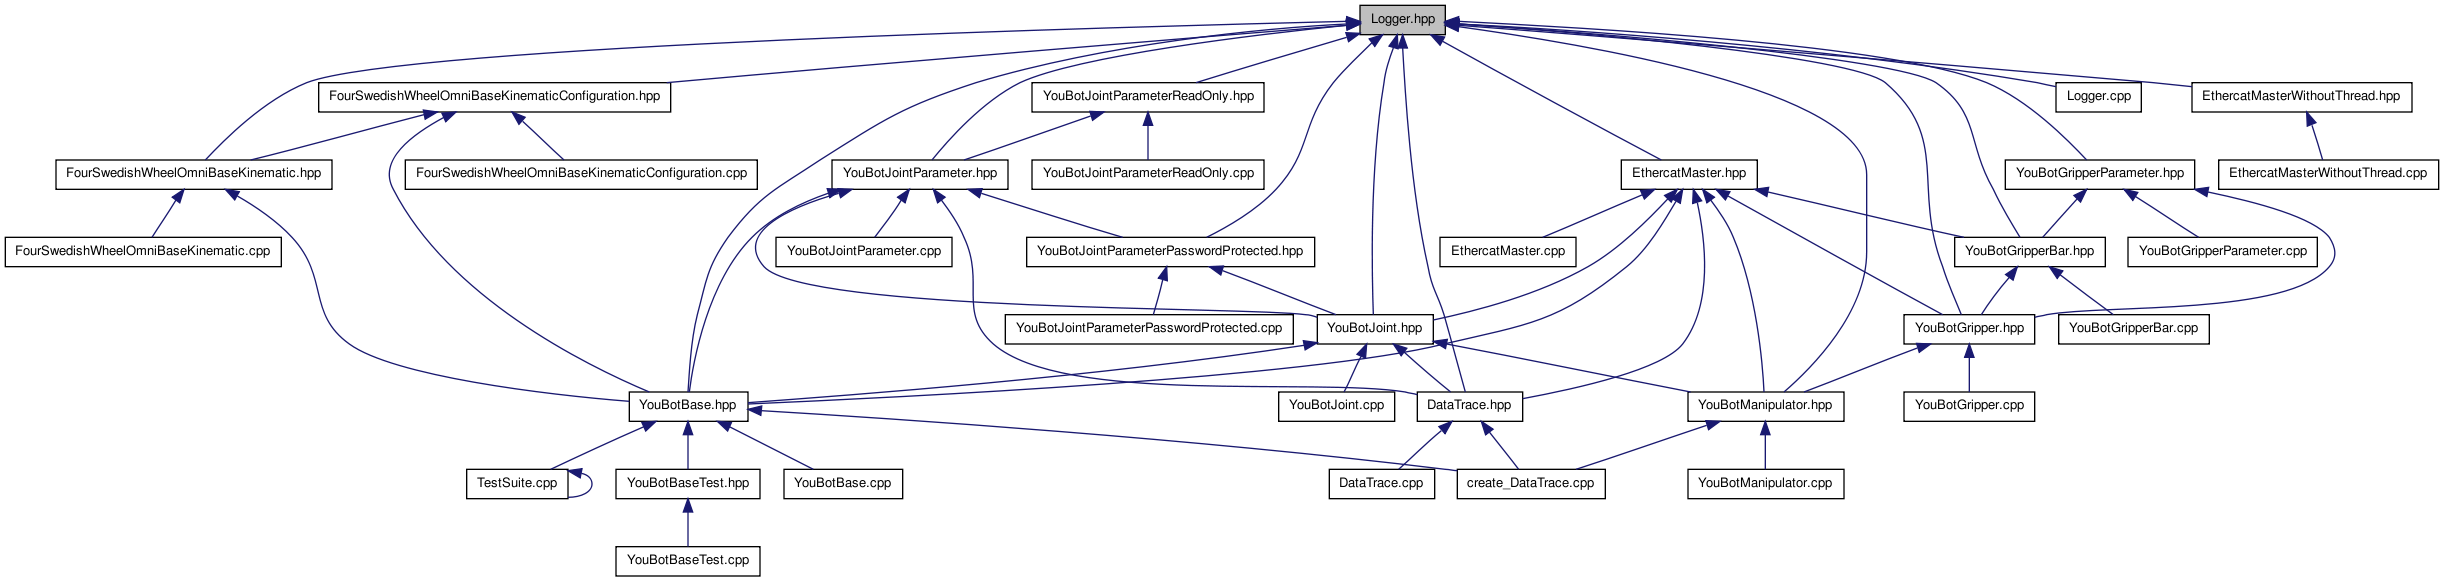 Logger.hpp
FourSwedishWheelOmniBaseKinematicConfiguration.hpp
YouBotJointParameterReadOnly.hpp
Logger.cpp
EthercatMasterWithoutThread.hpp
FourSwedishWheelOmniBaseKinematic.hpp
FourSwedishWheelOmniBaseKinematicConfiguration.cpp
YouBotJointParameter.hpp
YouBotJointParameterReadOnly.cpp
EthercatMaster.hpp
YouBotGripperParameter.hpp
EthercatMasterWithoutThread.cpp
FourSwedishWheelOmniBaseKinematic.cpp
YouBotJointParameter.cpp
YouBotJointParameterPasswordProtected.hpp
EthercatMaster.cpp
YouBotGripperBar.hpp
YouBotGripperParameter.cpp
YouBotJointParameterPasswordProtected.cpp
YouBotJoint.hpp
YouBotGripper.hpp
YouBotGripperBar.cpp
YouBotBase.hpp
YouBotJoint.cpp
DataTrace.hpp
YouBotManipulator.hpp
YouBotGripper.cpp
TestSuite.cpp
YouBotBaseTest.hpp
YouBotBase.cpp
DataTrace.cpp
create_DataTrace.cpp
YouBotManipulator.cpp
YouBotBaseTest.cpp